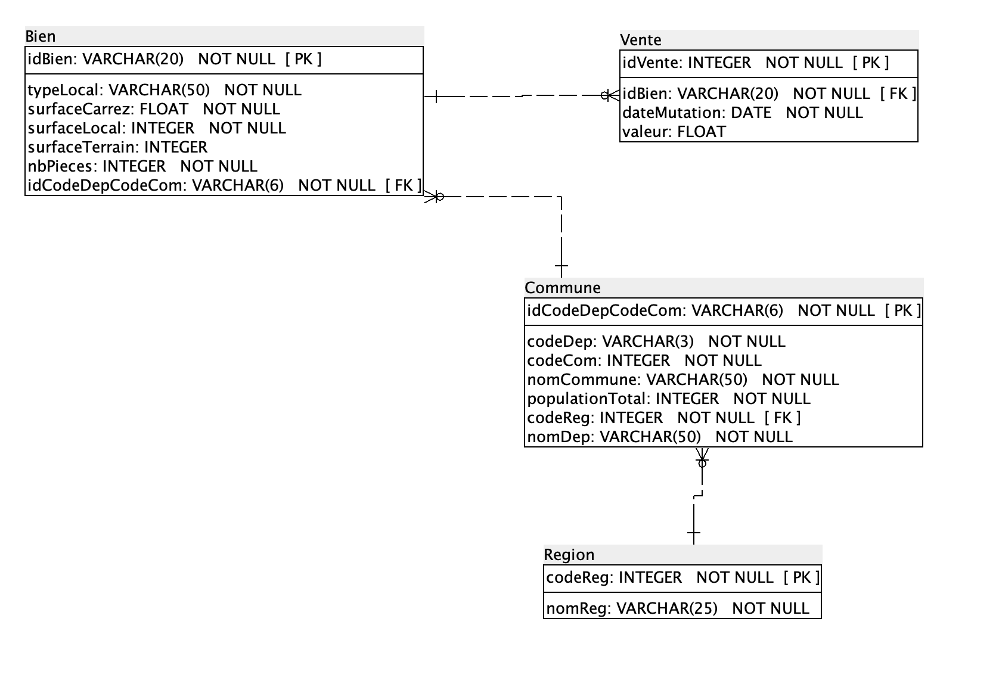 Bien
idBien: VARCHAR(20) NOT NULL [ PK ]
typeLocal: VARCHAR(50) NOT NULL
surfaceCarrez: FLOAT NOT NULL
surfaceLocal: INTEGER NOT NULL
surfaceTerrain: INTEGER
nbPieces: INTEGER NOT NULL
idCodeDepCodeCom: VARCHAR(6) NOT NULL [ FK ]
Vente
idVente: INTEGER NOT NULL [ PK ]
idBien: VARCHAR(20) NOT NULL [ FK ]
dateMutation: DATE NOT NULL
valeur: FLOAT
Commune
idCodeDepCodeCom: VARCHAR(6) NOT NULL [ PK ]
codeDep: VARCHAR(3) NOT NULL
codeCom: INTEGER NOT NULL
nomCommune: VARCHAR(50) NOT NULL
populationTotal: INTEGER NOT NULL
codeReg: INTEGER NOT NULL [ FK ]
nomDep: VARCHAR(50) NOT NULL
Region
codeReg: INTEGER NOT NULL [ PK ]
nomReg: VARCHAR(25) NOT NULL